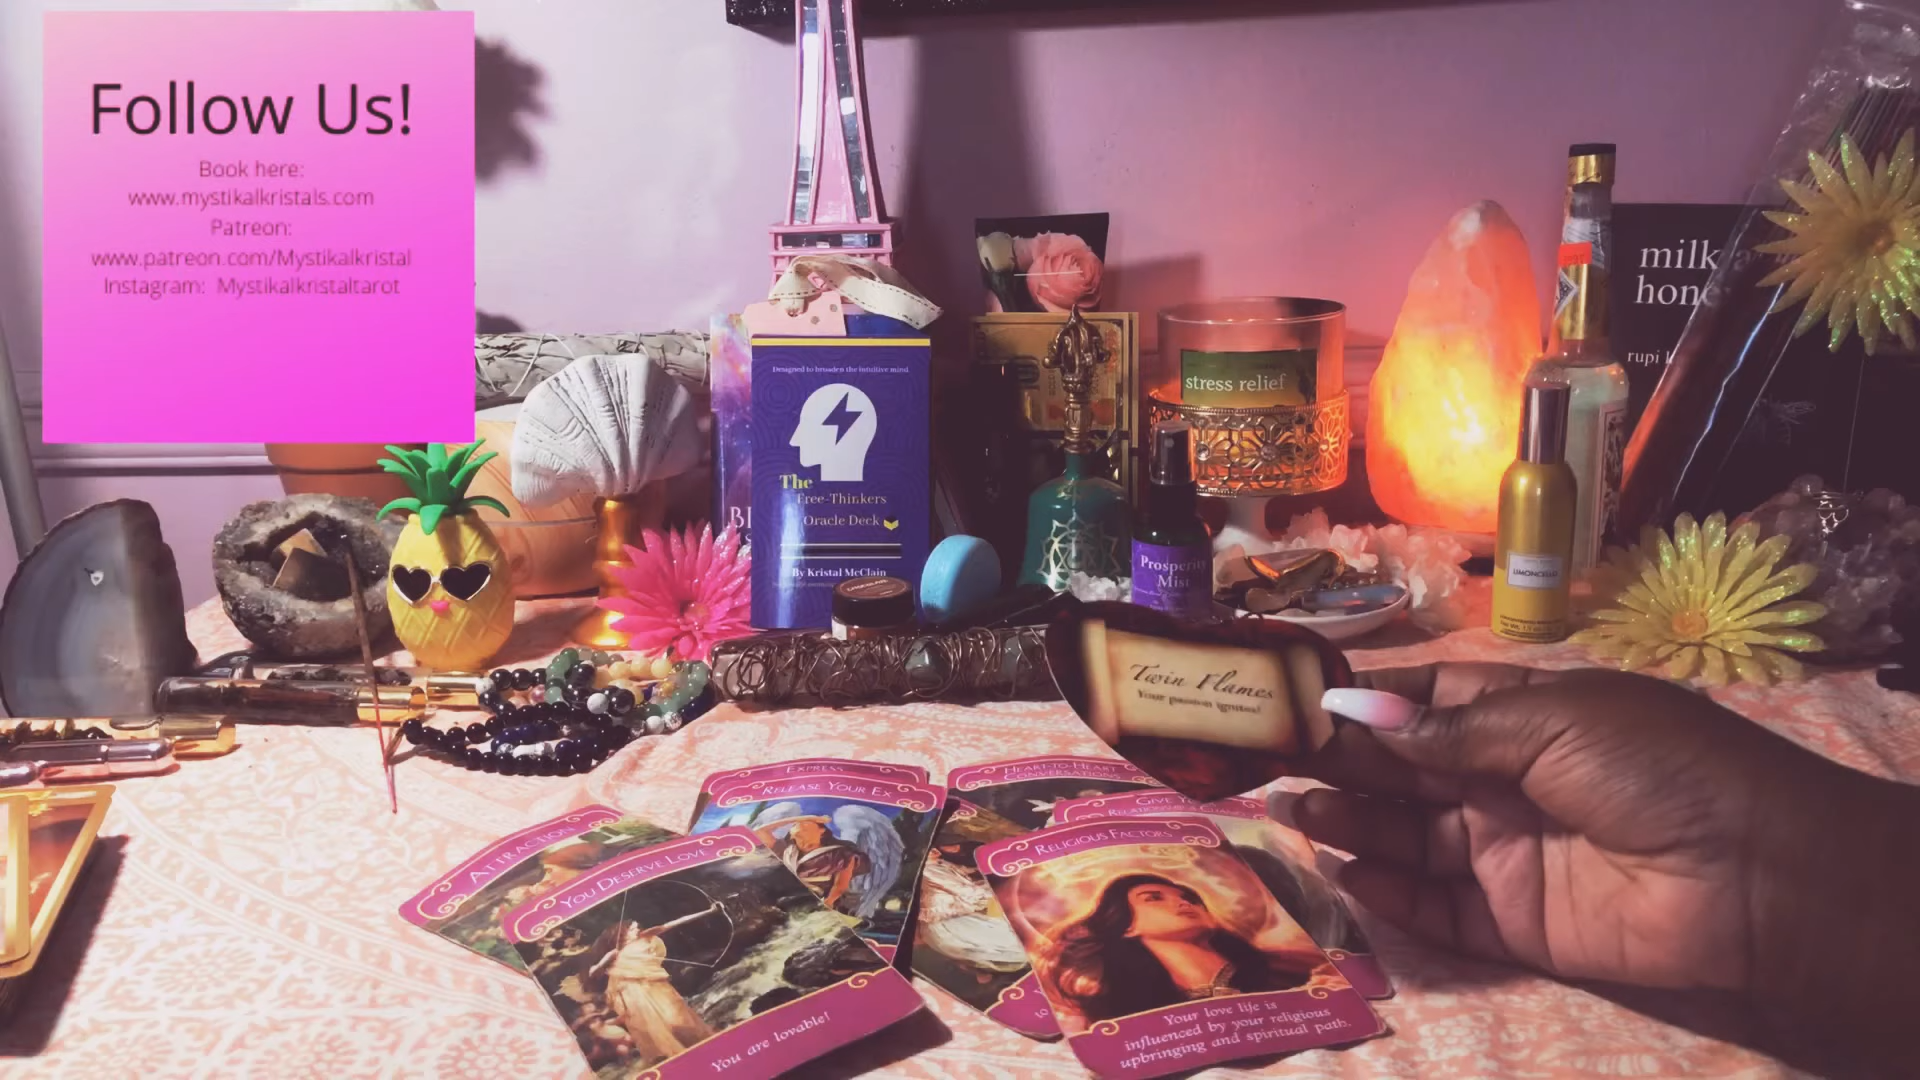 Follow Us!
Book here:
www.mystikalkristals.com
Patreon:
www.patreon.com/Mystikalkristal
Instagram: Mystikalkristaltarot
Designed to broaden the intuitive mind.
The
Free-Thinkers
Oracle Deck
By Kristal McClain
stress relief
milk
rupi
Prosperity
Mist
LIMONCELLO
Twin Flames
Your passion ignites!
EXPRESS
RELEASE YOUR EX
HEART-TO-HEART
CONVERSATIONS
GIVE
ATTRACTION
YOU DESERVE LOVE
You are lovable!
RELIGIOUS FACTORS
Your love life is
influenced by your religious
upbringing and spiritual path.